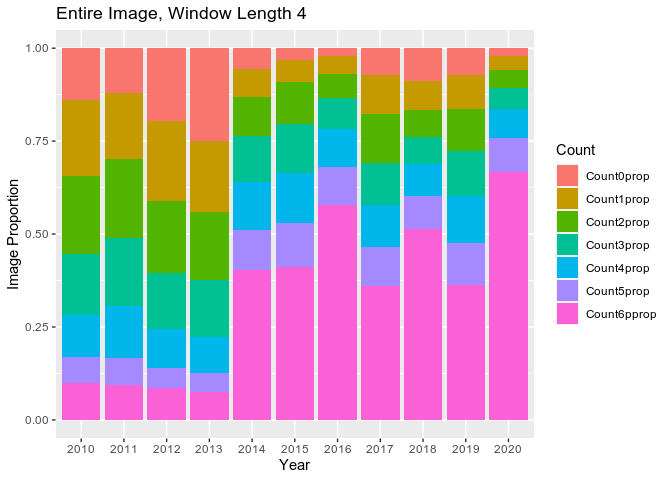 Entire Image, Window Length 4
Image Proportion
1.00
0.75
0.50
0.25
0.00
2010 2011 2012 2013 2014 2015 2016 2017 2018 2019 2020
Year
Count
Count0prop
Count1prop
Count2prop
Count3prop
Count4prop
Count5prop
Count6pprop